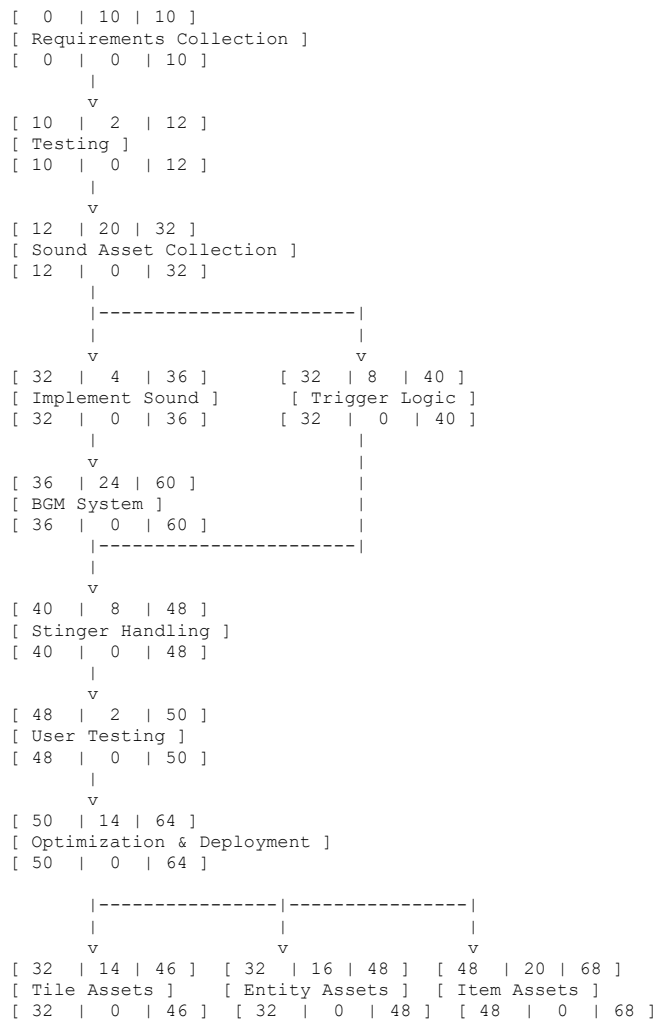 [ 0 | 10 | 10 ]
[ Requirements Collection ]
[ 0 | 0 | 10 ]
|
v
[ 10 | 2 | 12 ]
[ Testing ]
[ 10 | 0 | 12 ]
|
v
[ 12 | 20 | 32 ]
[ Sound Asset Collection ]
[ 12 | 0 | 32 ]
|
|-----------------------|
| |
v v
[ 32 | 4 | 36 ] [ 32 | 8 | 40 ]
[ Implement Sound ] [ Trigger Logic ]
[ 32 | 0 | 36 ] [ 32 | 0 | 40 ]
| |
v |
[ 36 | 24 | 60 ] |
[ BGM System ] |
[ 36 | 0 | 60 ] |
|-----------------------|
|
v
[ 40 | 8 | 48 ]
[ Stinger Handling ]
[ 40 | 0 | 48 ]
|
v
[ 48 | 2 | 50 ]
[ User Testing ]
[ 48 | 0 | 50 ]
|
v
[ 50 | 14 | 64 ]
[ Optimization & Deployment ]
[ 50 | 0 | 64 ]
|----------------|----------------|
| | |
v v v
[ 32 | 14 | 46 ] [ 32 | 16 | 48 ] [ 48 | 20 | 68 ]
[ Tile Assets ] [ Entity Assets ] [ Item Assets ]
[ 32 | 0 | 46 ] [ 32 | 0 | 48 ] [ 48 | 0 | 68 ]